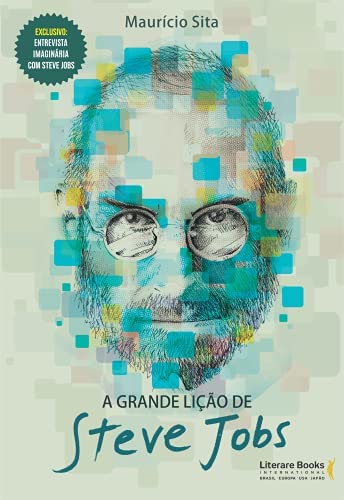 Maurício Sita
EXCLUSIVO:
ENTREVISTA
IMAGINÁRIA
COM STEVE JOBS
A GRANDE LIÇÃO DE
Steve Jobs
Literare Books
INTERNATIONAL
BRASIL · EUROPA · USA · JAPÃO